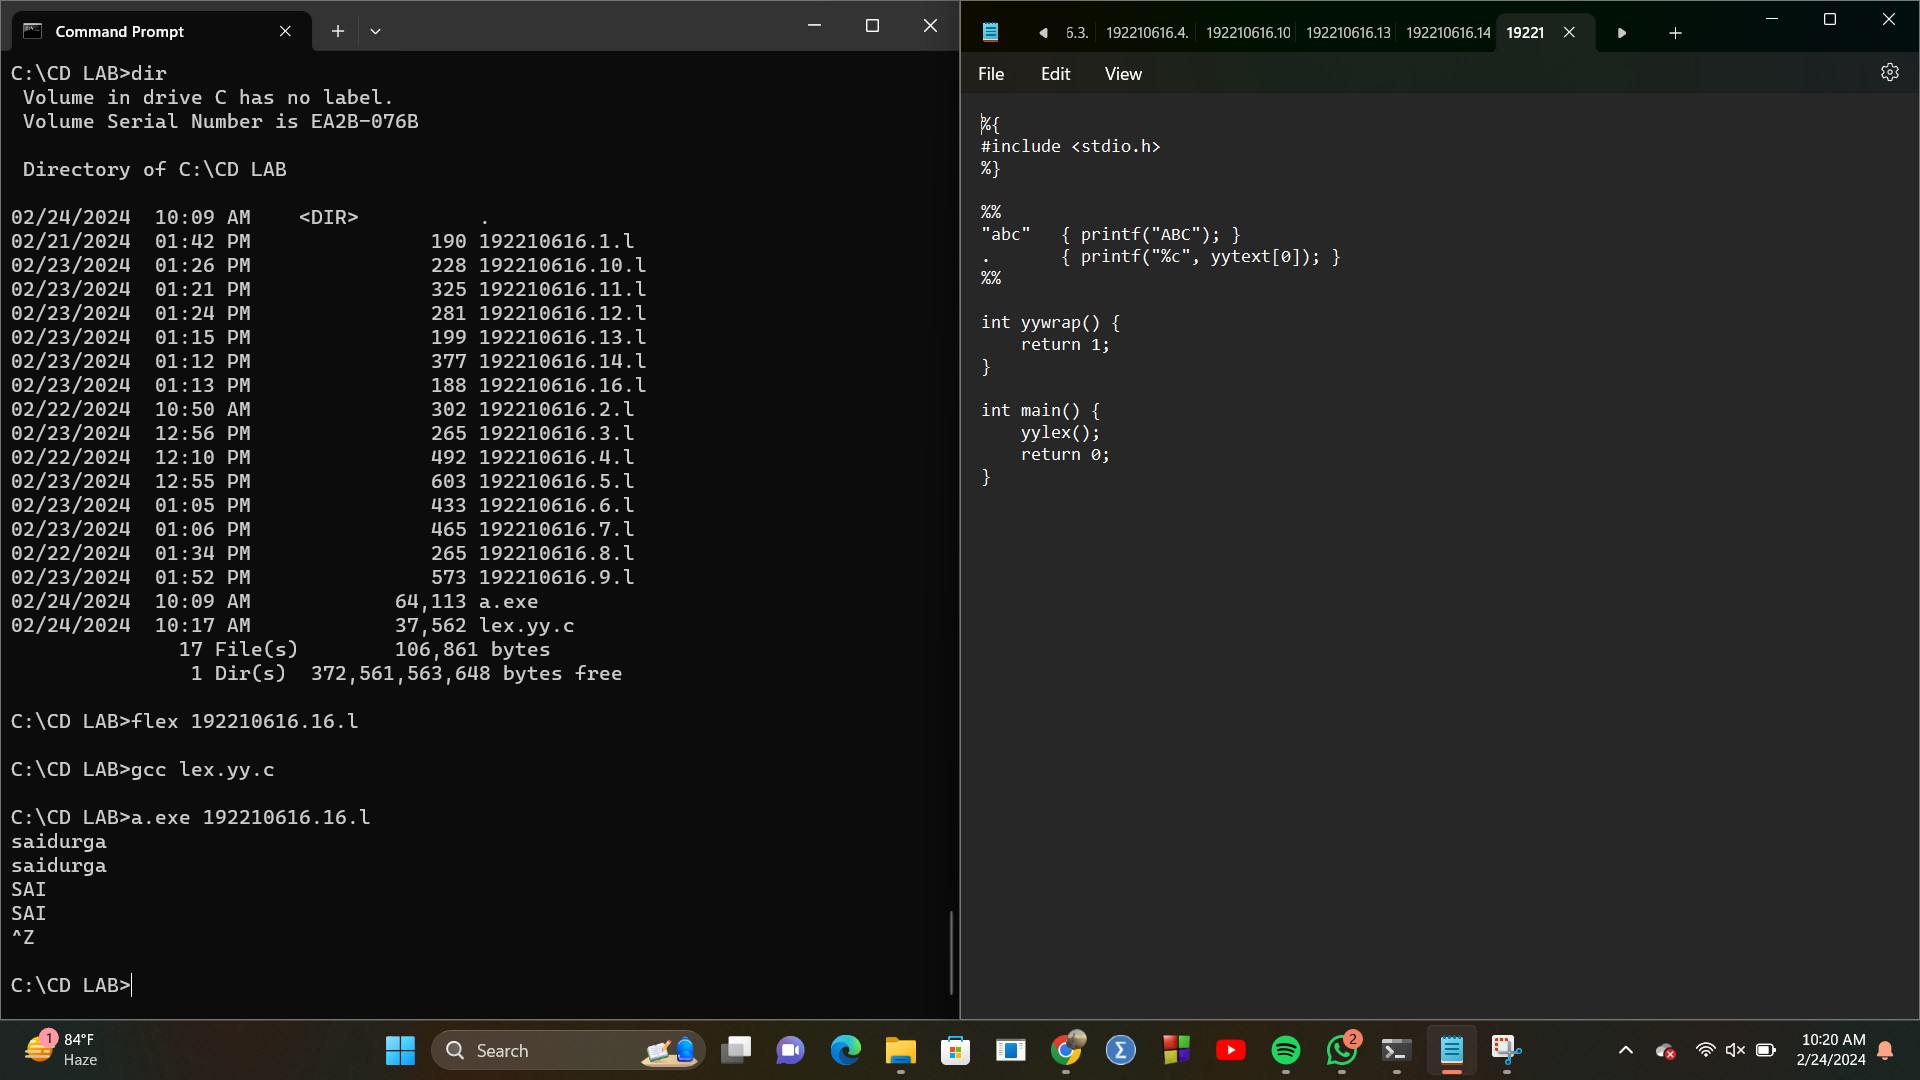 Command Prompt
C:\CD LAB>dir
Volume in drive C has no label.
Volume Serial Number is EA2B-076B
Directory of C:\CD LAB
02/24/2024 10:09 AM <DIR> .
02/21/2024 01:42 PM 190 192210616.1.l
02/23/2024 01:26 PM 228 192210616.10.l
02/23/2024 01:21 PM 325 192210616.11.l
02/23/2024 01:24 PM 281 192210616.12.l
02/23/2024 01:15 PM 199 192210616.13.l
02/23/2024 01:12 PM 377 192210616.14.l
02/23/2024 01:13 PM 188 192210616.16.l
02/22/2024 10:50 AM 302 192210616.2.l
02/23/2024 12:56 PM 265 192210616.3.l
02/22/2024 12:10 PM 492 192210616.4.l
02/23/2024 12:55 PM 603 192210616.5.l
02/23/2024 01:05 PM 433 192210616.6.l
02/23/2024 01:06 PM 465 192210616.7.l
02/22/2024 01:34 PM 265 192210616.8.l
02/23/2024 01:52 PM 573 192210616.9.l
02/24/2024 10:09 AM 64,113 a.exe
02/24/2024 10:17 AM 37,562 lex.yy.c
17 File(s) 106,861 bytes
1 Dir(s) 372,561,563,648 bytes free
C:\CD LAB>flex 192210616.16.l
C:\CD LAB>gcc lex.yy.c
C:\CD LAB>a.exe 192210616.16.l
saidurga
saidurga
SAI
SAI
^Z
C:\CD LAB>
6.3. 192210616.4. 192210616.10 192210616.13 192210616.14 19221
File Edit View
%{
#include <stdio.h>
%}
%%
"abc" { printf("ABC"); }
. { printf("%c", yytext[0]); }
%%
int yywrap() {
return 1;
}
int main() {
yylex();
return 0;
}
1
84°F
Haze
Search
2
10:20 AM
2/24/2024